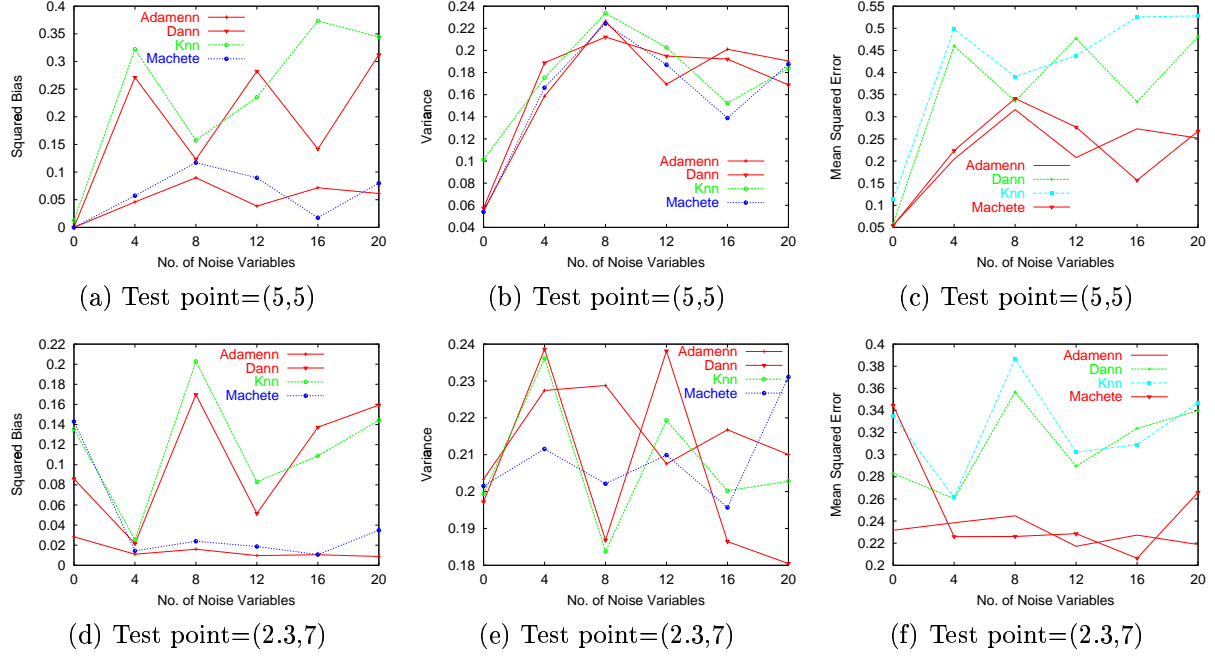 0.4
0.35
0.3
0.25
0.2
0.15
0.1
0.05
0
Squared Bias
Adamenn
Dann
Knn
Machete
0 4 8 12 16 20
No. of Noise Variables
(a) Test point=(5,5)
0.24
0.22
0.2
0.18
0.16
0.14
0.12
0.1
0.08
0.06
0.04
Variance
Adamenn
Dann
Knn
Machete
0 4 8 12 16 20
No. of Noise Variables
(b) Test point=(5,5)
0.55
0.5
0.45
0.4
0.35
0.3
0.25
0.2
0.15
0.1
0.05
Mean Squared Error
Adamenn
Dann
Knn
Machete
0 4 8 12 16 20
No. of Noise Variables
(c) Test point=(5,5)
0.22
0.2
0.18
0.16
0.14
0.12
0.1
0.08
0.06
0.04
0.02
0
Squared Bias
Adamenn
Dann
Knn
Machete
0 4 8 12 16 20
No. of Noise Variables
(d) Test point=(2.3,7)
0.24
0.23
0.22
0.21
0.2
0.19
0.18
Variance
Adamenn
Dann
Knn
Machete
0 4 8 12 16 20
No. of Noise Variables
(e) Test point=(2.3,7)
0.4
0.38
0.36
0.34
0.32
0.3
0.28
0.26
0.24
0.22
0.2
Mean Squared Error
Adamenn
Dann
Knn
Machete
0 4 8 12 16 20
No. of Noise Variables
(f) Test point=(2.3,7)